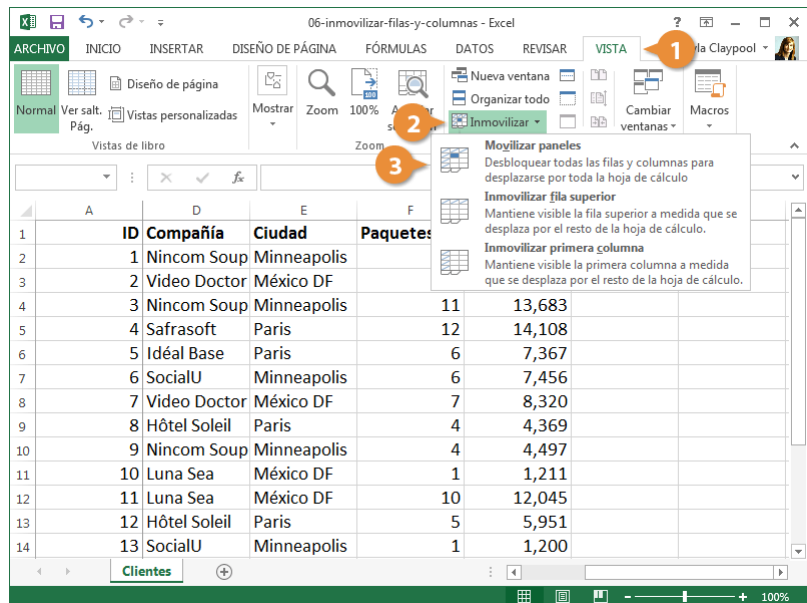 06-inmovilizar-filas-y-columnas - Excel
ARCHIVO INICIO INSERTAR DISEÑO DE PÁGINA FÓRMULAS DATOS REVISAR VISTA 1 la Claypool
Normal
Ver salt. Pág.
Diseño de página
Vistas personalizadas
Vistas de libro
Mostrar
Zoom
100%
Zoom
Nueva ventana
Organizar todo
2 Inmovilizar
Cambiar ventanas
Macros
3
Movilizar paneles
Desbloquear todas las filas y columnas para
desplazarse por toda la hoja de cálculo
Inmovilizar fila superior
Mantiene visible la fila superior a medida que se
desplaza por el resto de la hoja de cálculo.
Inmovilizar primera columna
Mantiene visible la primera columna a medida
que se desplaza por el resto de la hoja de cálculo.
fx
A D E F
1 ID Compañía Ciudad Paquetes
2 1 Nincom Soup Minneapolis
3 2 Video Doctor México DF
4 3 Nincom Soup Minneapolis 11 13,683
5 4 Safrasoft Paris 12 14,108
6 5 Idéal Base Paris 6 7,367
7 6 SocialU Minneapolis 6 7,456
8 7 Video Doctor México DF 7 8,320
9 8 Hôtel Soleil Paris 4 4,369
10 9 Nincom Soup Minneapolis 4 4,497
11 10 Luna Sea México DF 1 1,211
12 11 Luna Sea México DF 10 12,045
13 12 Hôtel Soleil Paris 5 5,951
14 13 SocialU Minneapolis 1 1,200
Clientes
100%